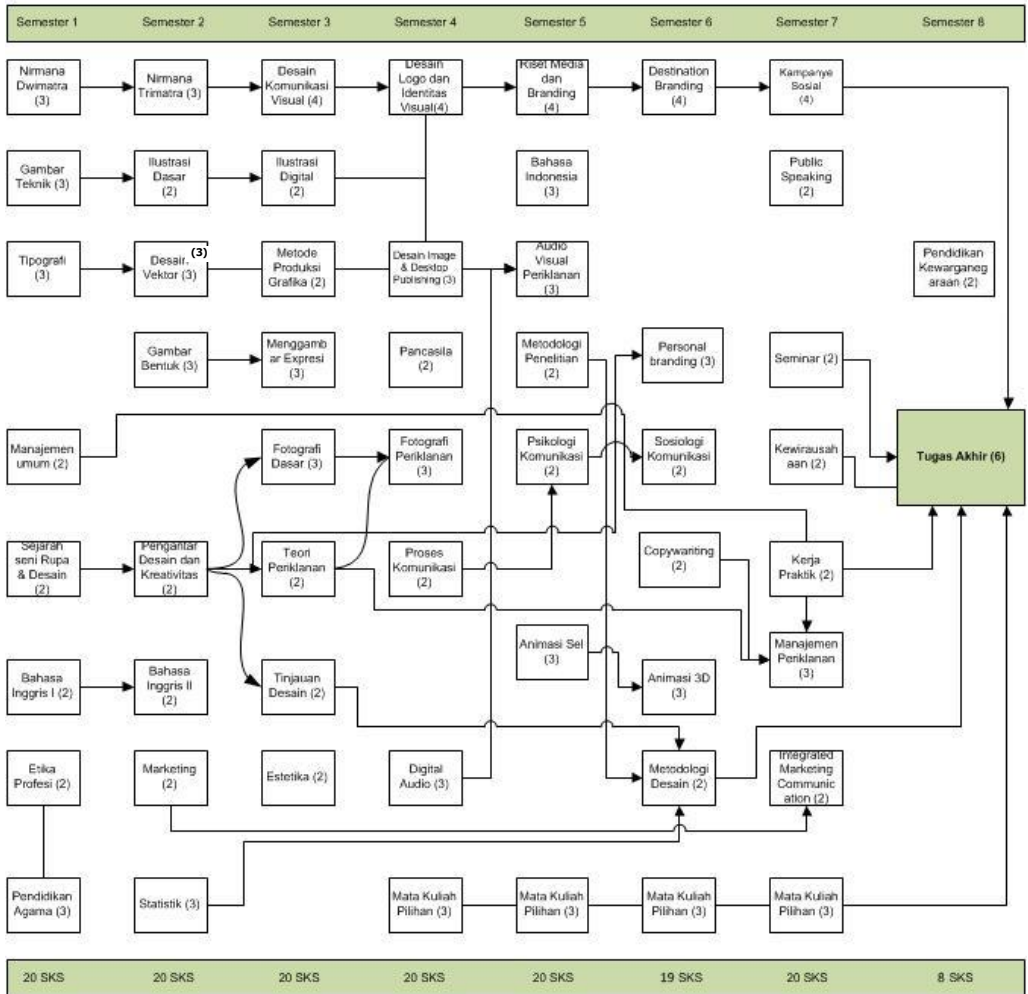 Semester 1
Semester 2
Semester 3
Semester 4
Semester 5
Semester 6
Semester 7
Semester 8
Nirmana
Dwimatra
(3)
Nirmana
Trimatra (3)
Desain
Komunikasi
Visual (4)
Desain
Logo dan
Identitas
Visual(4)
Riset Media
dan
Branding
(4)
Destination
Branding
(4)
Kampanye
Sosial
(4)
Gambar
Teknik (3)
Ilustrasi
Dasar
(2)
Ilustrasi
Digital
(2)
Bahasa
Indonesia
(3)
Public
Speaking
(2)
Tipografi
(3)
(3)
Desain
Vektor (3)
Metode
Produksi
Grafika (2)
Desain Image
& Desktop
Publishing (3)
Audio
Visual
Periklanan
(3)
Pendidikan
Kewarganeg
araan (2)
Gambar
Bentuk (3)
Menggamb
ar Expresi
(3)
Pancasila
(2)
Metodologi
Penelitian
(2)
Personal
branding (3)
Seminar (2)
Manajemen
umum (2)
Fotografi
Dasar (3)
Fotografi
Periklanan
(3)
Psikologi
Komunikasi
(2)
Sosiologi
Komunikasi
(2)
Kewirausah
aan (2)
Tugas Akhir (6)
Sejarah
seni Rupa
& Desain
(2)
Pengantar
Desain dan
Kreativitas
(2)
Teori
Periklanan
(2)
Proses
Komunikasi
(2)
Copywriting
(2)
Kerja
Praktik (2)
Bahasa
Inggris I (2)
Bahasa
Inggris II
(2)
Tinjauan
Desain (2)
Animasi Sel
(3)
Animasi 3D
(3)
Manajemen
Periklanan
(3)
Etika
Profesi (2)
Marketing
(2)
Estetika (2)
Digital
Audio (3)
Metodologi
Desain (2)
Integrated
Marketing
Communic
ation (2)
Pendidikan
Agama (3)
Statistik (3)
Mata Kuliah
Pilihan (3)
Mata Kuliah
Pilihan (3)
Mata Kuliah
Pilihan (3)
Mata Kuliah
Pilihan (3)
20 SKS
20 SKS
20 SKS
20 SKS
20 SKS
19 SKS
20 SKS
8 SKS